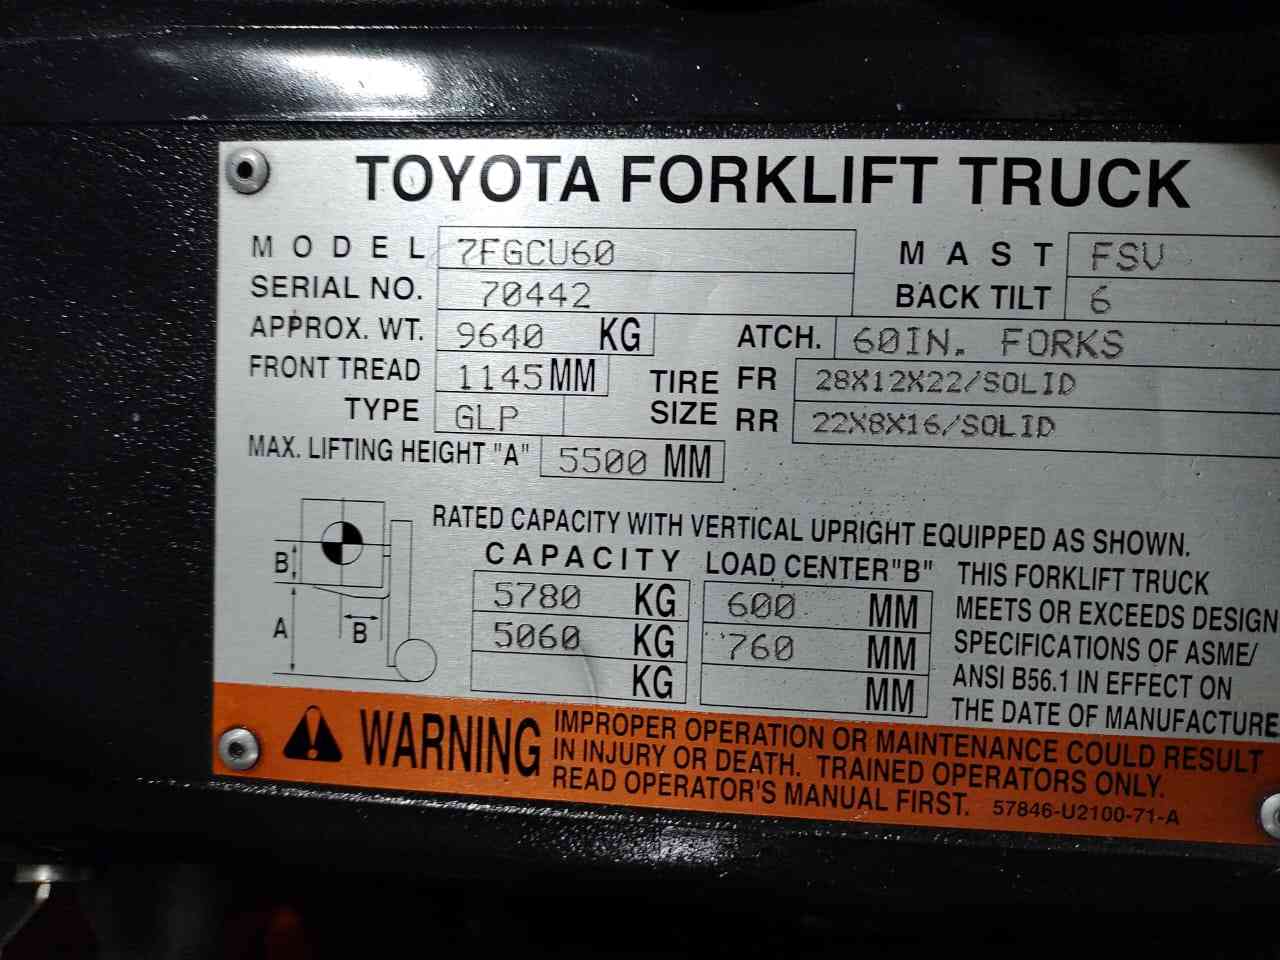 TOYOTA FORKLIFT TRUCK
MODEL 7FGCU60 MAST FSV
SERIAL NO. 70442 BACK TILT 6
APPROX. WT. 9640 KG ATCH. 60IN. FORKS
FRONT TREAD 1145 MM TIRE SIZE FR 28X12X22/SOLID
TYPE GLP RR 22X8X16/SOLID
MAX. LIFTING HEIGHT "A" 5500 MM
RATED CAPACITY WITH VERTICAL UPRIGHT EQUIPPED AS SHOWN.
CAPACITY LOAD CENTER "B"
5780 KG 600 MM
5060 KG 760 MM
KG MM
B
A
B
THIS FORKLIFT TRUCK
MEETS OR EXCEEDS DESIGN
SPECIFICATIONS OF ASME/
ANSI B56.1 IN EFFECT ON
THE DATE OF MANUFACTURE
WARNING
IMPROPER OPERATION OR MAINTENANCE COULD RESULT
IN INJURY OR DEATH. TRAINED OPERATORS ONLY.
READ OPERATOR'S MANUAL FIRST. 57846-U2100-71-A